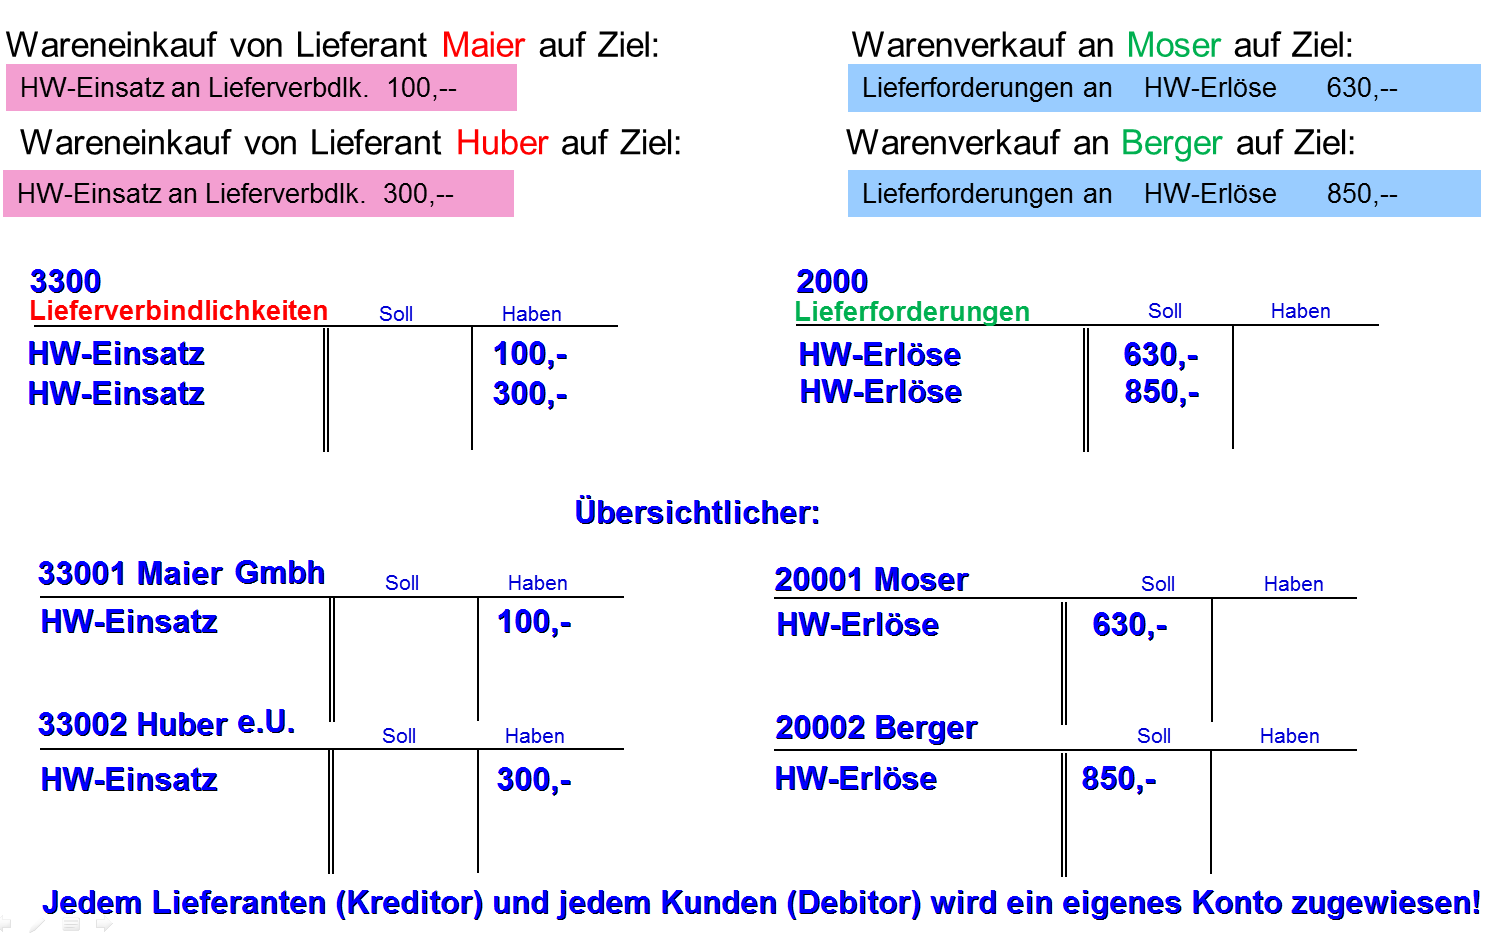 Wareneinkauf von Lieferant Maier auf Ziel:
HW-Einsatz an Lieferverbdlk. 100,--
Wareneinkauf von Lieferant Huber auf Ziel:
HW-Einsatz an Lieferverbdlk. 300,--
Warenverkauf an Moser auf Ziel:
Lieferforderungen an HW-Erlöse 630,--
Warenverkauf an Berger auf Ziel:
Lieferforderungen an HW-Erlöse 850,--
3300
Lieferverbindlichkeiten Soll Haben
HW-Einsatz 100,-
HW-Einsatz 300,-
2000
Lieferforderungen Soll Haben
HW-Erlöse 630,-
HW-Erlöse 850,-
Übersichtlicher:
33001 Maier Gmbh Soll Haben
HW-Einsatz 100,-
33002 Huber e.U. Soll Haben
HW-Einsatz 300,-
20001 Moser Soll Haben
HW-Erlöse 630,-
20002 Berger Soll Haben
HW-Erlöse 850,-
Jedem Lieferanten (Kreditor) und jedem Kunden (Debitor) wird ein eigenes Konto zugewiesen!